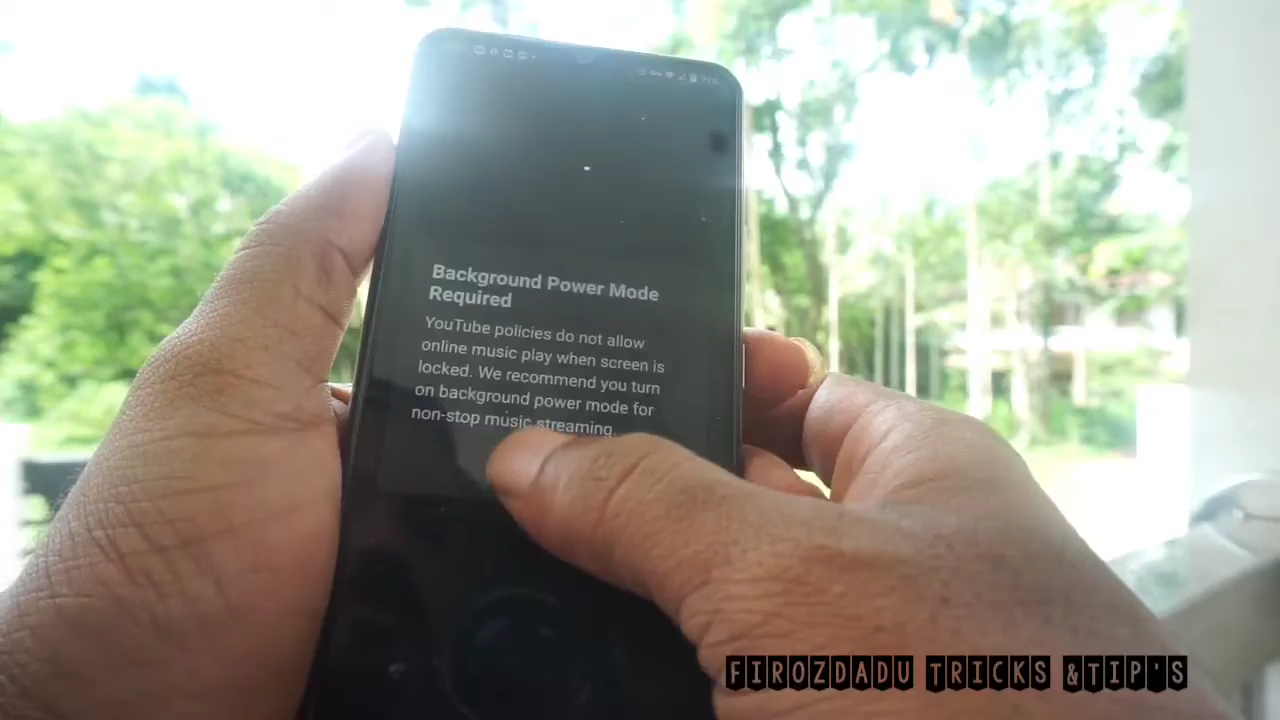 Background Power Mode
Required
YouTube policies do not allow
online music play when screen is
locked. We recommend you turn
on background power mode for
non-stop music streaming.
FIROZDADU TRICKS &TIP'S